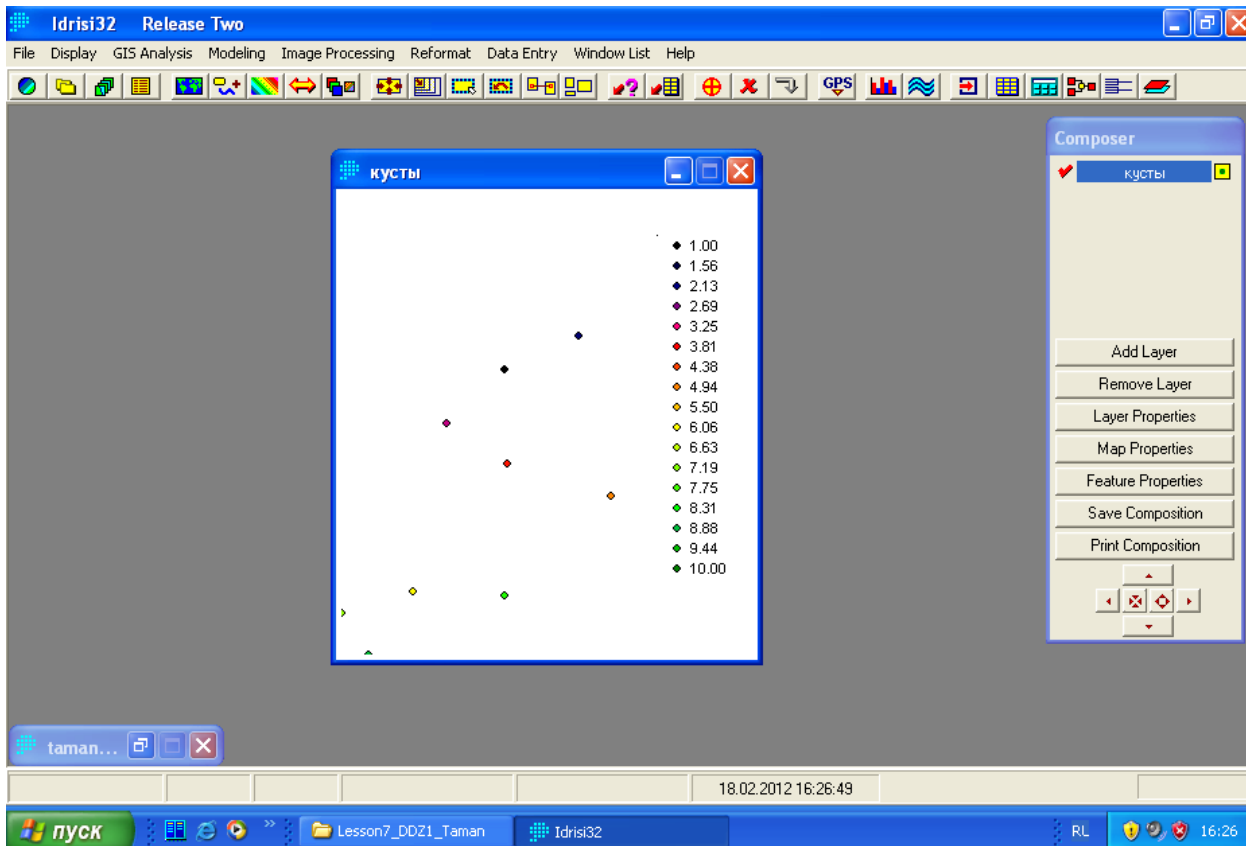 Idrisi32 Release Two
File Display GIS Analysis Modeling Image Processing Reformat Data Entry Window List Help
GPS
Composer
кусты
кусты
1.00
1.56
2.13
2.69
3.25
3.81
4.38
4.94
5.50
6.06
6.63
7.19
7.75
8.31
8.88
9.44
10.00
Add Layer
Remove Layer
Layer Properties
Map Properties
Feature Properties
Save Composition
Print Composition
taman...
18.02.2012 16:26:49
пуск
Lesson7_DDZ1_Taman
Idrisi32
RL
16:26